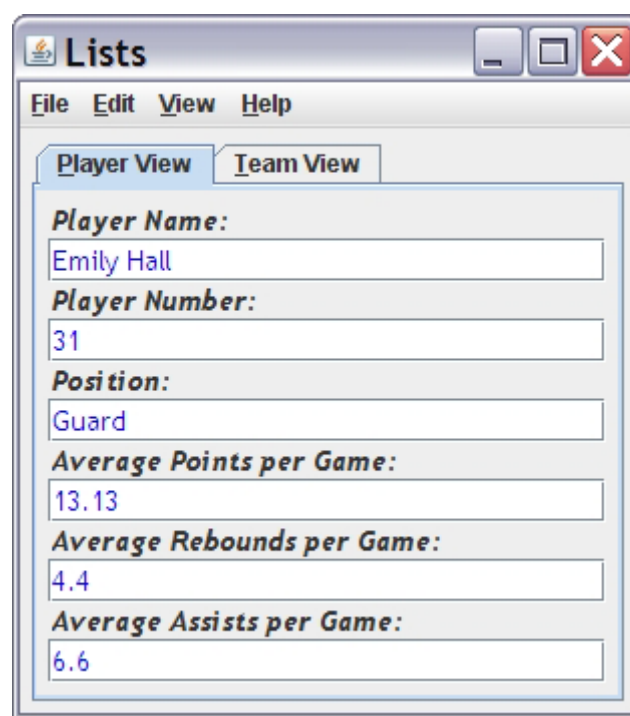 Lists
File Edit View Help
Player View Team View
Player Name:
Emily Hall
Player Number:
31
Position:
Guard
Average Points per Game:
13.13
Average Rebounds per Game:
4.4
Average Assists per Game:
6.6